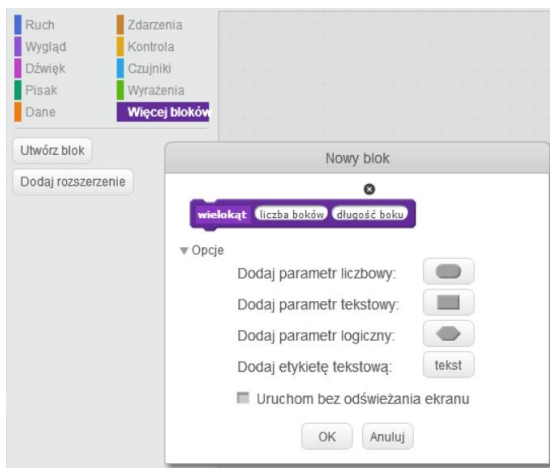 Ruch
Zdarzenia
Wygląd
Kontrola
Dźwięk
Czujniki
Pisak
Wyrażenia
Dane
Więcej bloków
Utwórz blok
Dodaj rozszerzenie
Nowy blok
wielokąt liczba boków długość boku
Opcje
Dodaj parametr liczbowy:
Dodaj parametr tekstowy:
Dodaj parametr logiczny:
Dodaj etykietę tekstową: tekst
Uruchom bez odświeżania ekranu
OK Anuluj